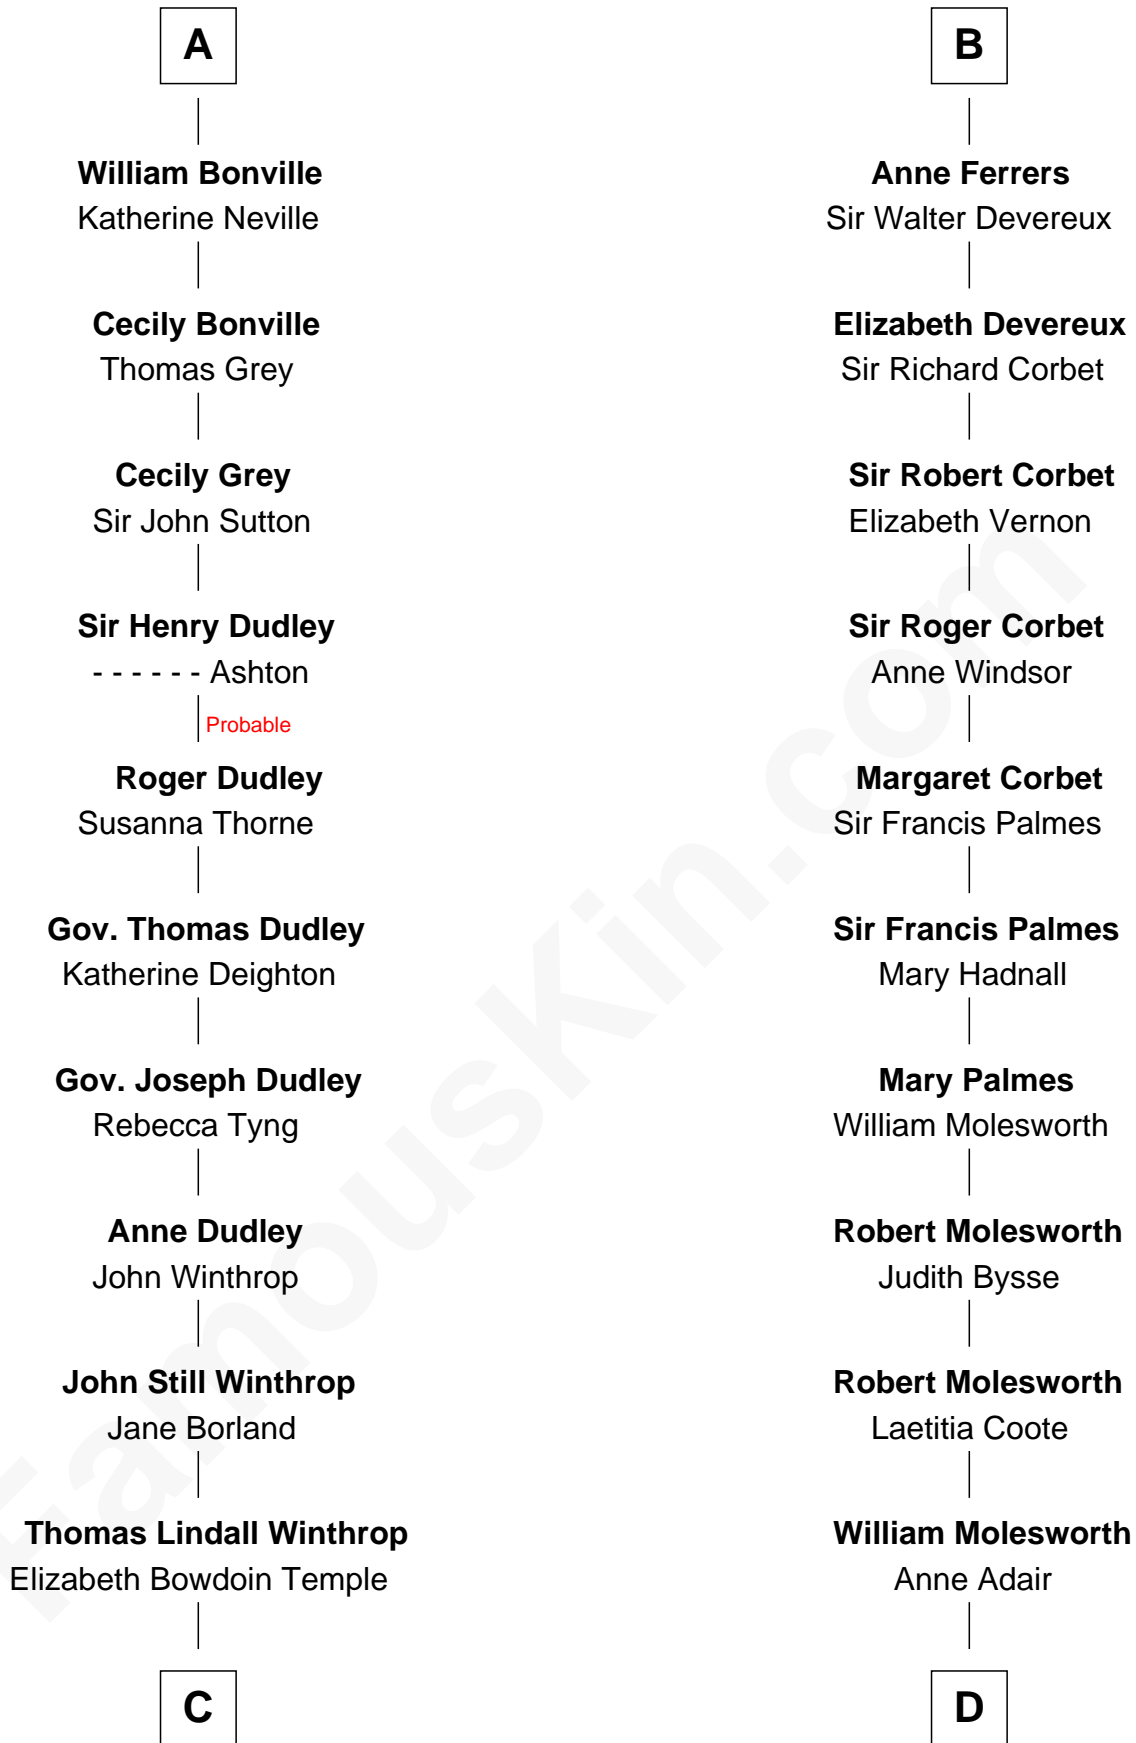 A
William Bonville
Katherine Neville
Cecily Bonville
Thomas Grey
Cecily Grey
Sir John Sutton
Sir Henry Dudley
- - - - - - Ashton
Probable
Roger Dudley
Susanna Thorne
Gov. Thomas Dudley
Katherine Deighton
Gov. Joseph Dudley
Rebecca Tyng
Anne Dudley
John Winthrop
John Still Winthrop
Jane Borland
Thomas Lindall Winthrop
Elizabeth Bowdoin Temple
C
B
Anne Ferrers
Sir Walter Devereux
Elizabeth Devereux
Sir Richard Corbet
Sir Robert Corbet
Elizabeth Vernon
Sir Roger Corbet
Anne Windsor
Margaret Corbet
Sir Francis Palmes
Sir Francis Palmes
Mary Hadnall
Mary Palmes
William Molesworth
Robert Molesworth
Judith Bysse
Robert Molesworth
Laetitia Coote
William Molesworth
Anne Adair
D
FamousKin.com